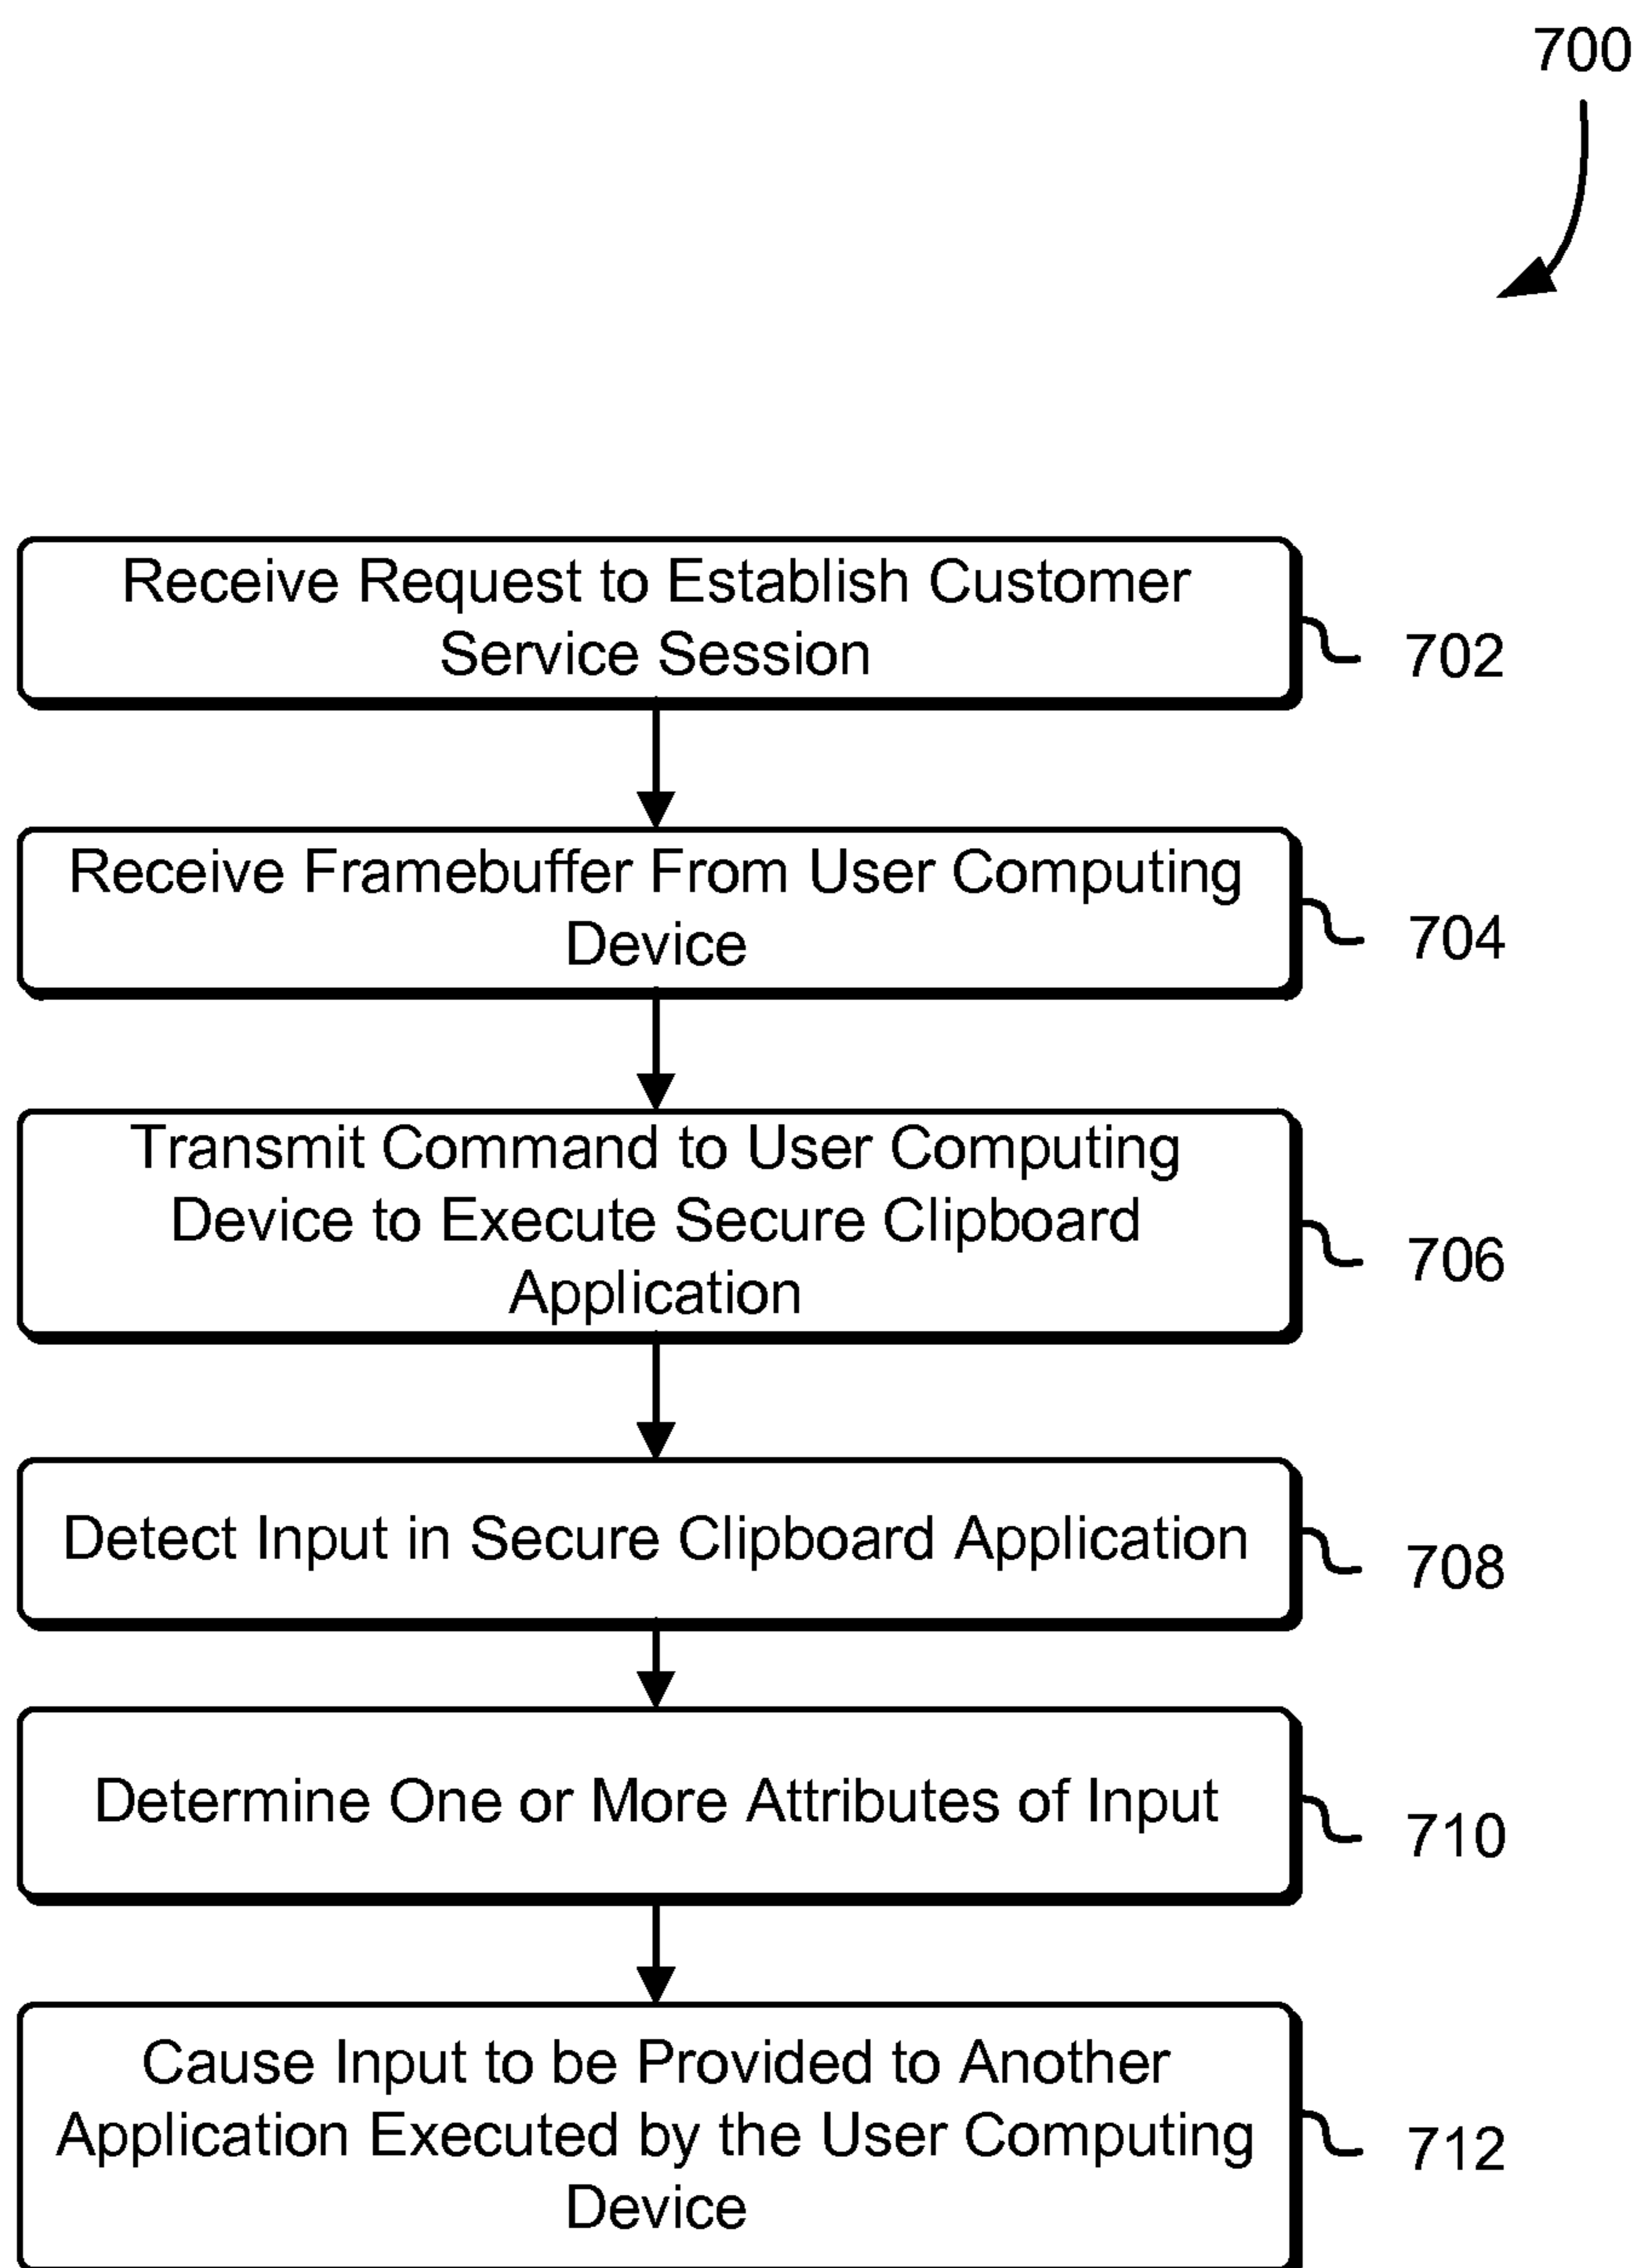 700
Receive Request to Establish Customer
Service Session
702
Receive Framebuffer From User Computing
Device
704
Transmit Command to User Computing
Device to Execute Secure Clipboard
Application
706
Detect Input in Secure Clipboard Application
708
Determine One or More Attributes of Input
710
Cause Input to be Provided to Another
Application Executed by the User Computing
Device
712